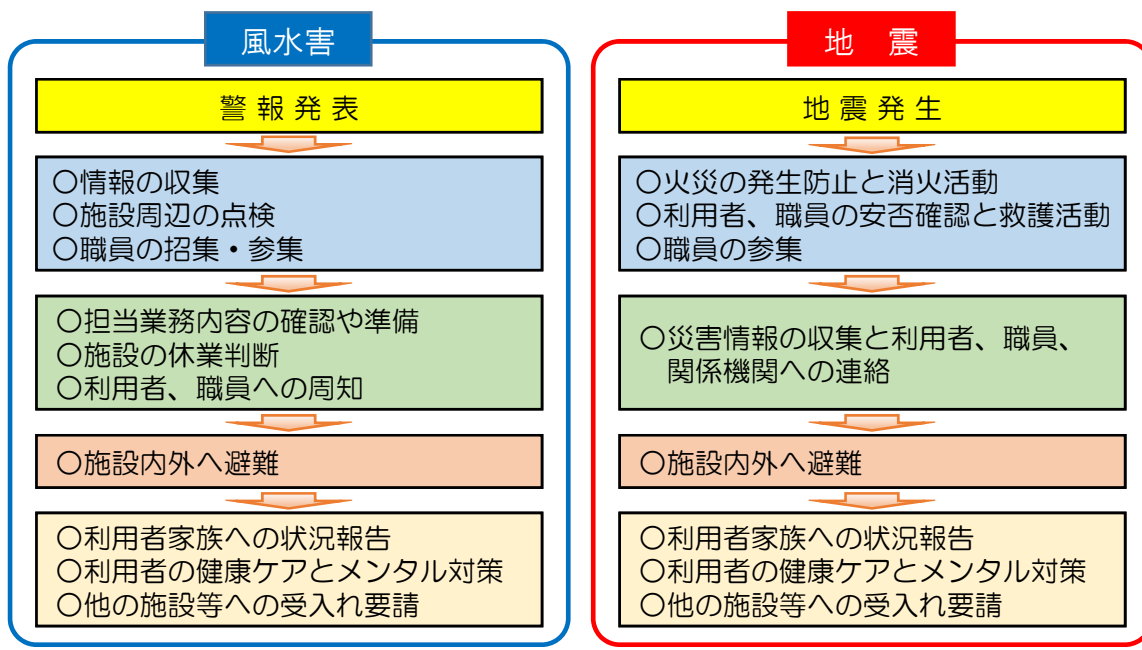 風水害
警報発表
〇情報の収集
〇施設周辺の点検
〇職員の招集・参集
〇担当業務内容の確認や準備
〇施設の休業判断
〇利用者、職員への周知
〇施設内外へ避難
〇利用者家族への状況報告
〇利用者の健康ケアとメンタル対策
〇他の施設等への受入れ要請
地　震
地震発生
〇火災の発生防止と消火活動
〇利用者、職員の安否確認と救護活動
〇職員の参集
〇災害情報の収集と利用者、職員、
関係機関への連絡
〇施設内外へ避難
〇利用者家族への状況報告
〇利用者の健康ケアとメンタル対策
〇他の施設等への受入れ要請